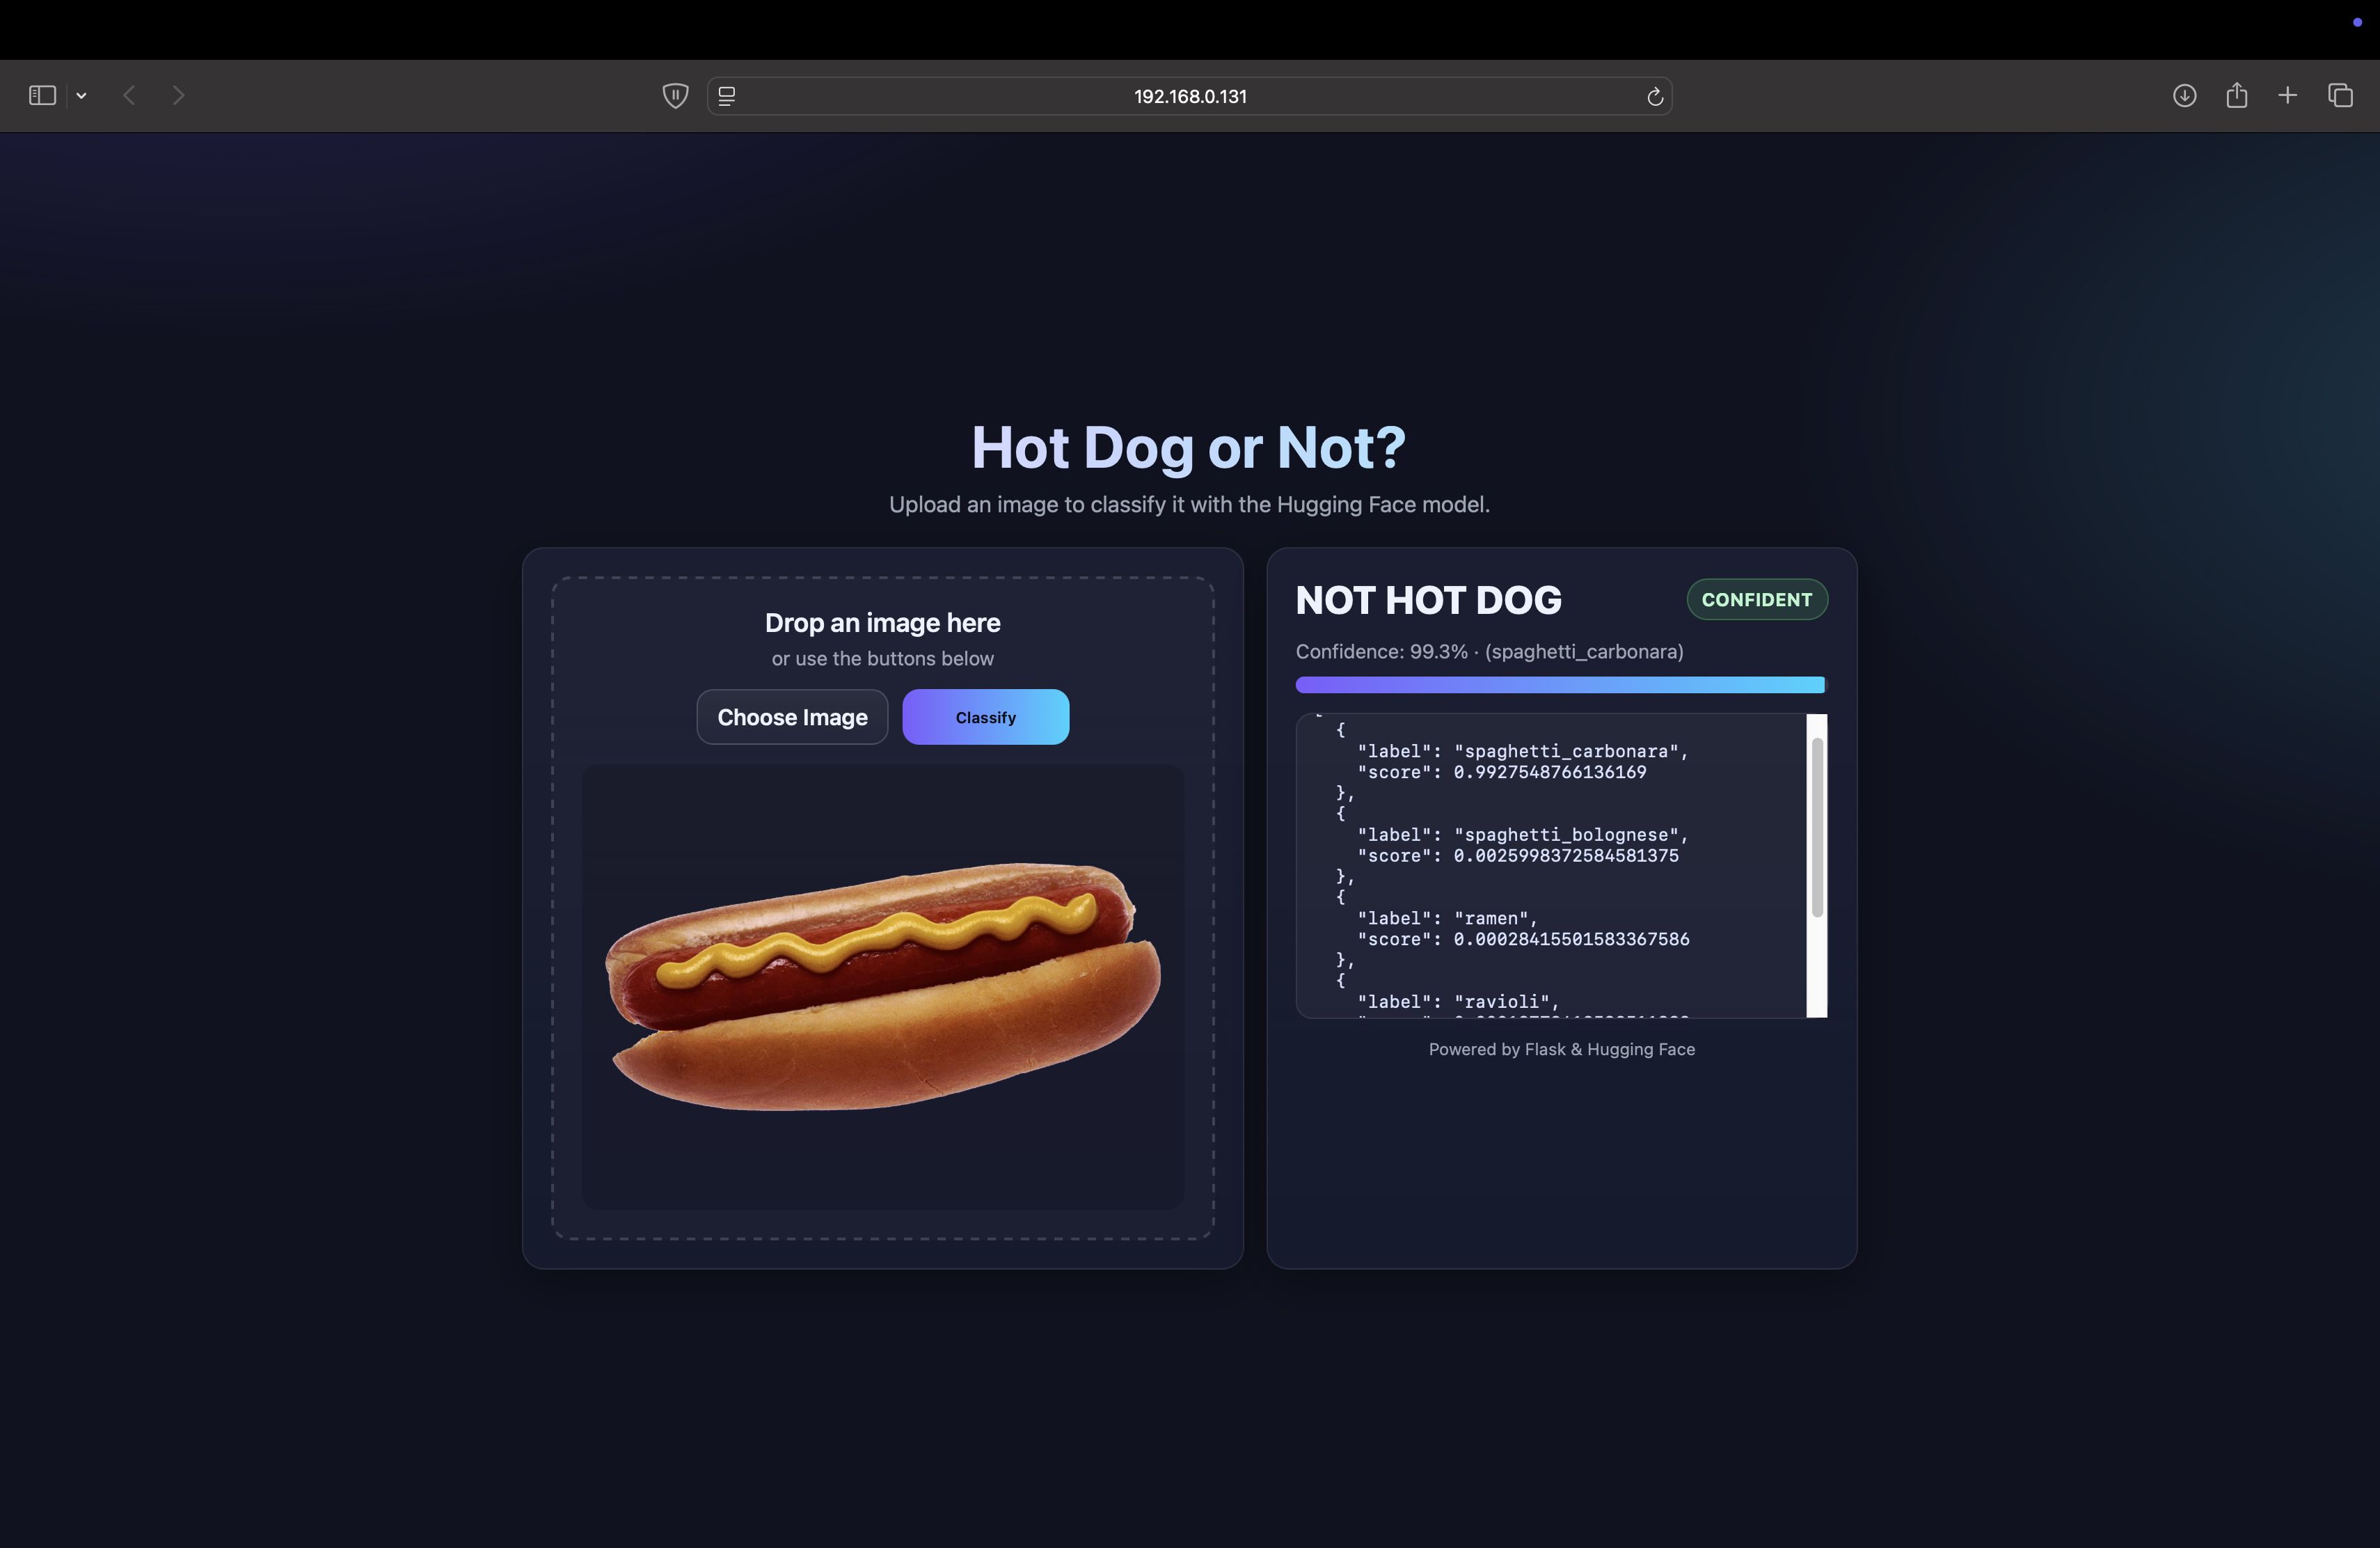 192.168.0.131
Hot Dog or Not?
Upload an image to classify it with the Hugging Face model.
Drop an image here
or use the buttons below
Choose Image
Classify
NOT HOT DOG
CONFIDENT
Confidence: 99.3% · (spaghetti_carbonara)
{
"label": "spaghetti_carbonara",
"score": 0.9927548766136169
},
{
"label": "spaghetti_bolognese",
"score": 0.0025998372584581375
},
{
"label": "ramen",
"score": 0.00028415501583367586
},
{
"label": "ravioli",
Powered by Flask & Hugging Face